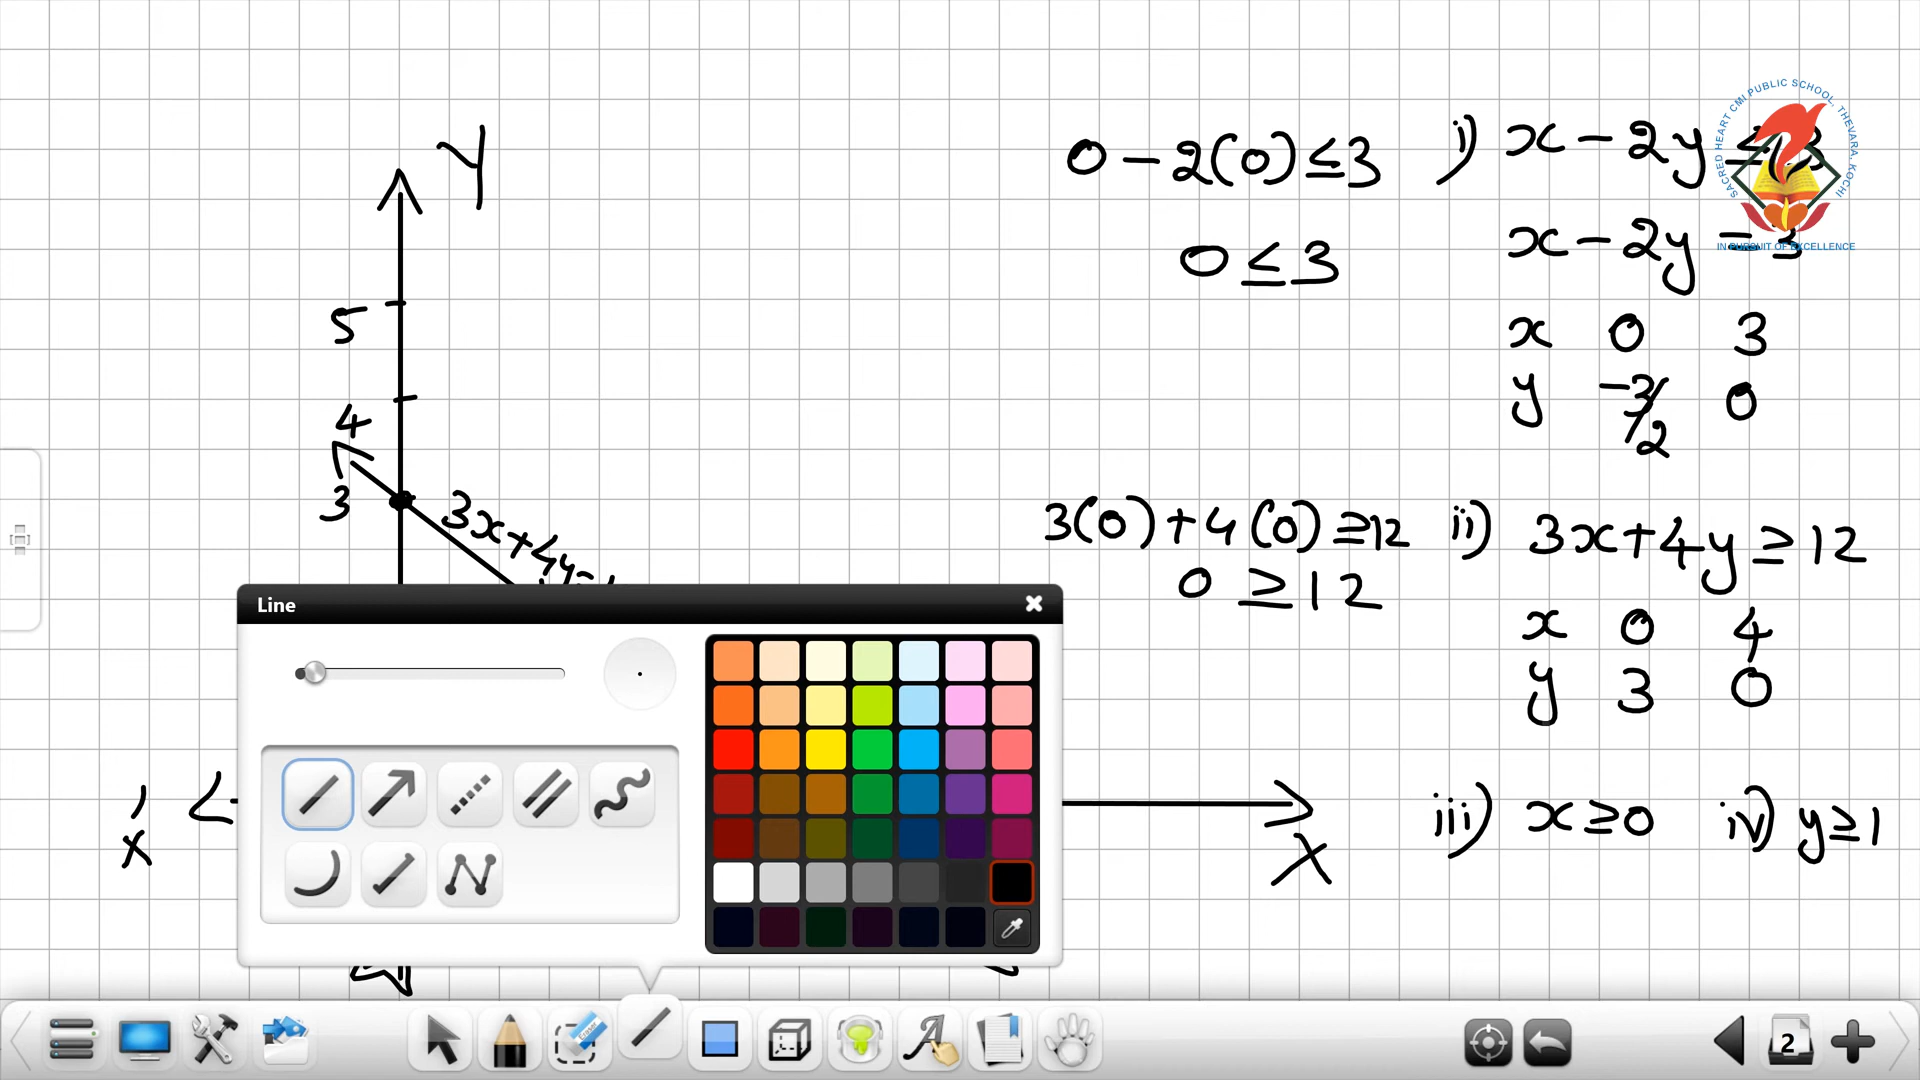 Y
5
4
3
3x+4y=
x'
X
0-2(0)≤3
0≤3
i) x-2y≤3
x-2y=3
x 0 3
y -3/2 0
3(0)+4(0)≥12
0≥12
ii) 3x+4y≥12
x 0 4
y 3 0
iii) x≥0 iv) y≥1
SACRED HEART CMI PUBLIC SCHOOL, THEVARA, KOCHI
IN PURSUIT OF EXCELLENCE
Line
Eraser
A
2